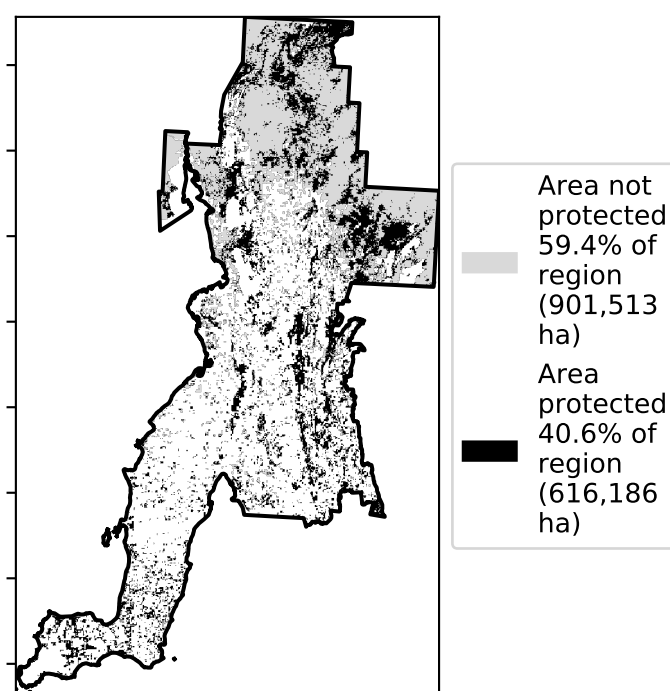 Area not
protected
59.4% of
region
(901,513
ha)
Area
protected
40.6% of
region
(616,186
ha)